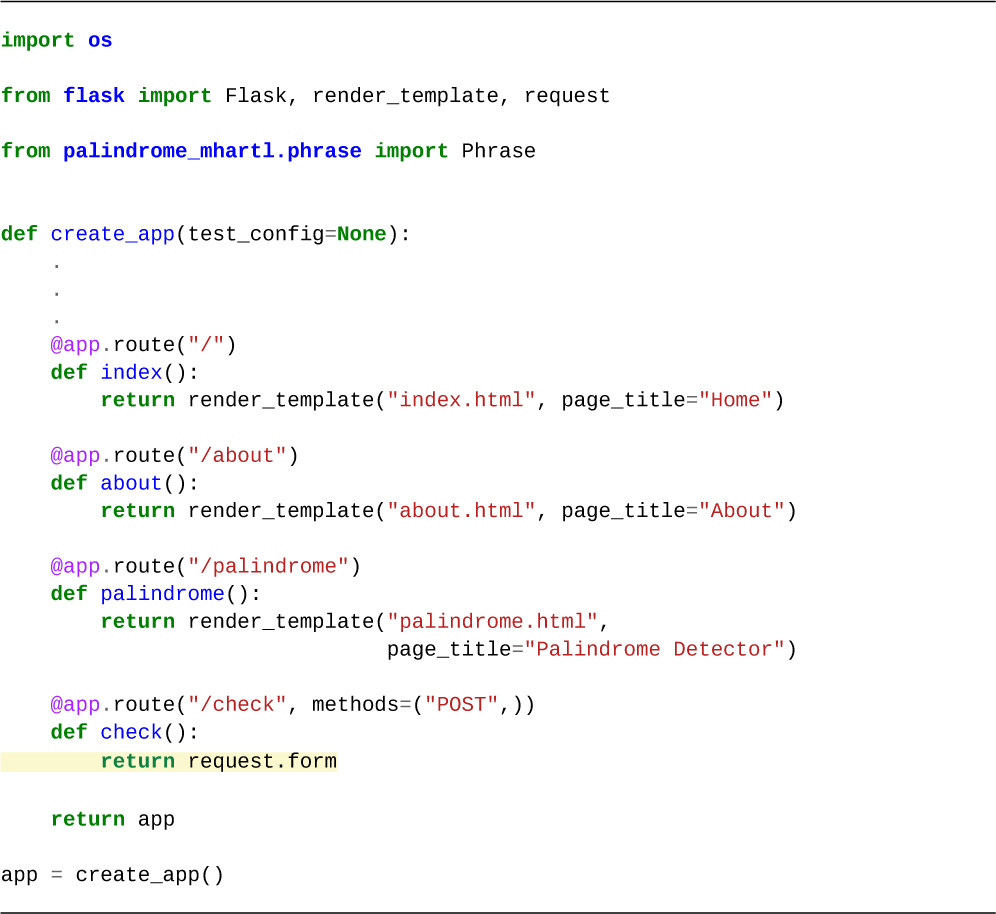 import os
from flask import Flask, render_template, request
from palindrome_mhartl.phrase import Phrase
def create_app(test_config=None):
    .
    .
    .
    @app.route("/")
    def index():
        return render_template("index.html", page_title="Home")
    @app.route("/about")
    def about():
        return render_template("about.html", page_title="About")
    @app.route("/palindrome")
    def palindrome():
        return render_template("palindrome.html",
                               page_title="Palindrome Detector")
    @app.route("/check", methods=("POST",))
    def check():
        return request.form
    return app
app = create_app()